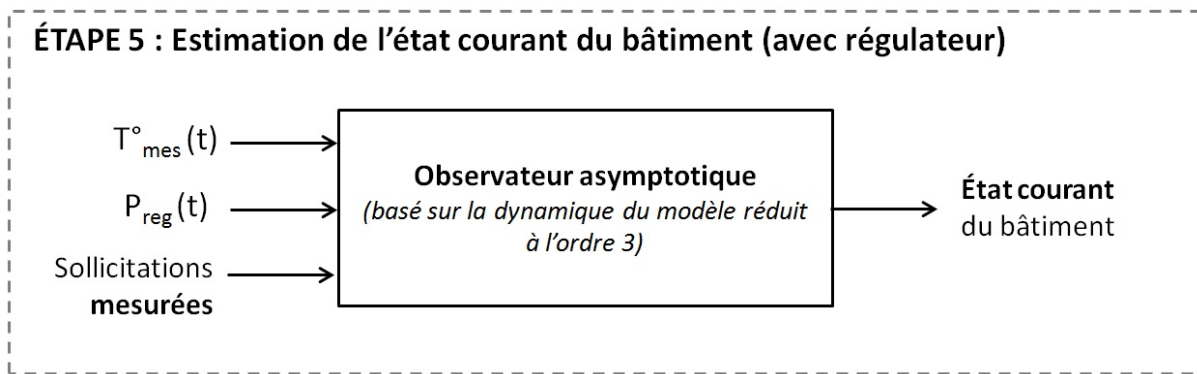 ÉTAPE 5 : Estimation de l’état courant du bâtiment (avec régulateur)
T°mes(t)
Preg(t)
Sollicitations
mesurées
Observateur asymptotique
(basé sur la dynamique du modèle réduit
à l’ordre 3)
État courant
du bâtiment